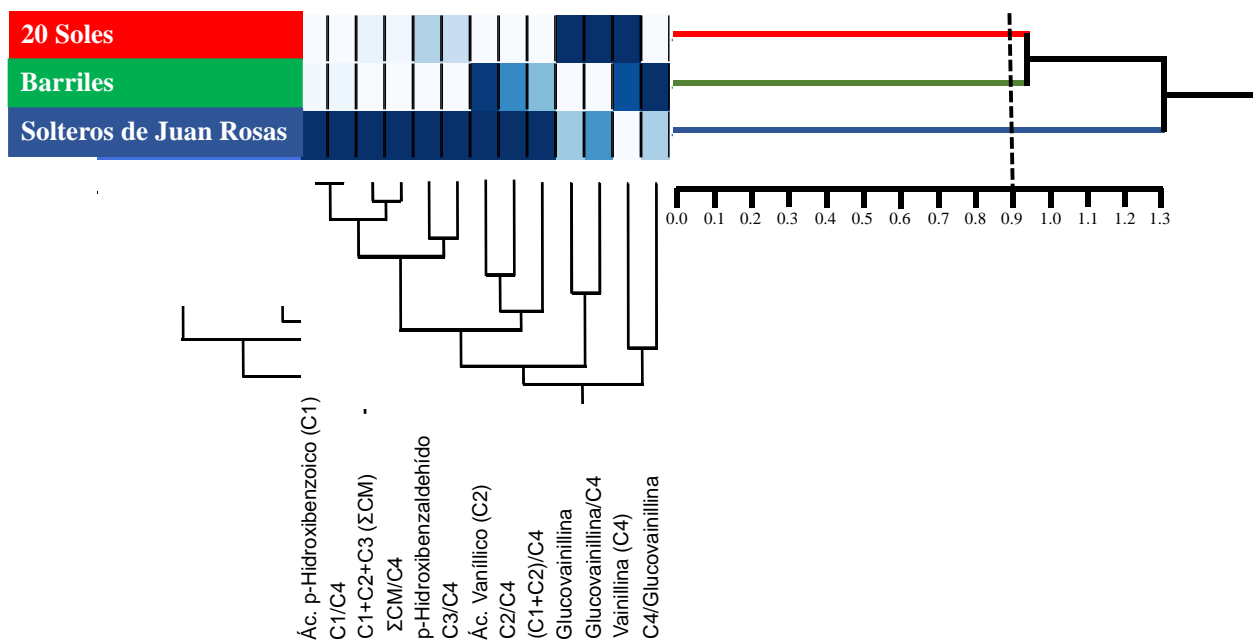 20 Soles
Barriles
Solteros de Juan Rosas
0.0 0.1 0.2 0.3 0.4 0.5 0.6 0.7 0.8 0.9 1.0 1.1 1.2 1.3
Ác. p-Hidroxibenzoico (C1)
C1/C4
C1+C2+C3 (ΣCM)
ΣCM/C4
p-Hidroxibenzaldehído
C3/C4
Ác. Vaníllico (C2)
C2/C4
(C1+C2)/C4
Glucovainillina
Glucovainillina/C4
Vainillina (C4)
C4/Glucovainillina